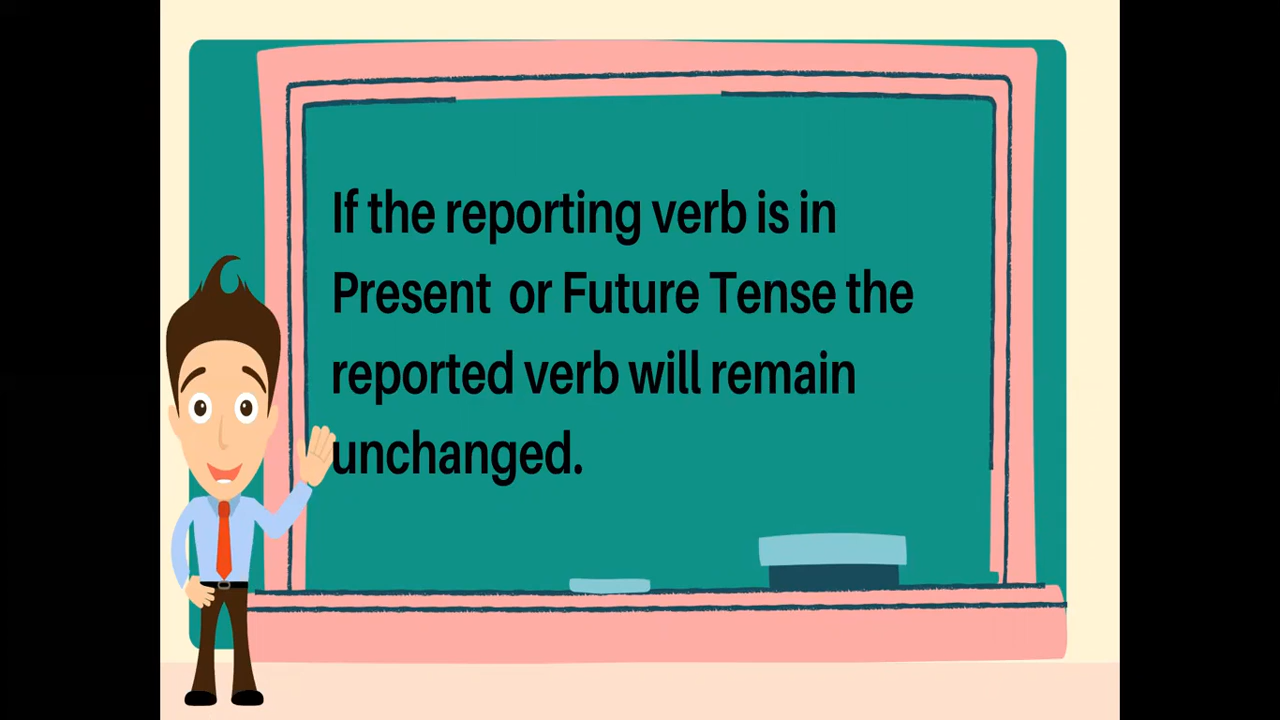 If the reporting verb is in
Present or Future Tense the
reported verb will remain
unchanged.